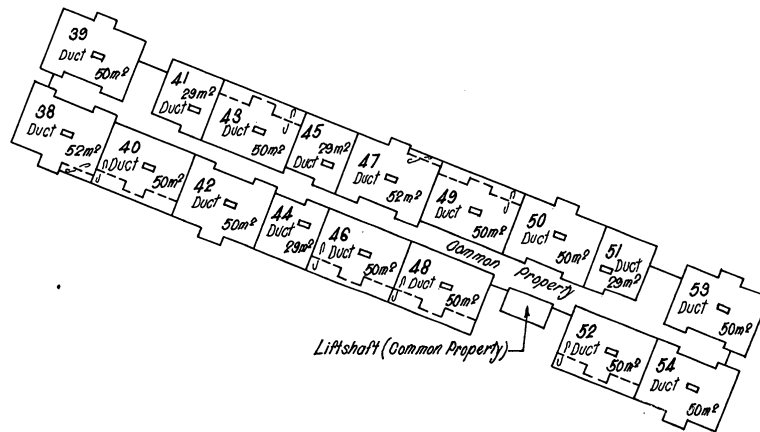 39
Duct
50m²
41
29m²
Duct
43
Duct
50m²
45
29m²
Duct
47
Duct
52m²
49
Duct
50m²
50
Duct
50m²
51
Duct
29m²
53
Duct
50m²
38
Duct
52m²
40
Duct
50m²
42
Duct
50m²
44
Duct
29m²
46
Duct
50m²
48
Duct
50m²
Common Property
Liftshaft (Common Property)
52
Duct
50m²
54
Duct
50m²